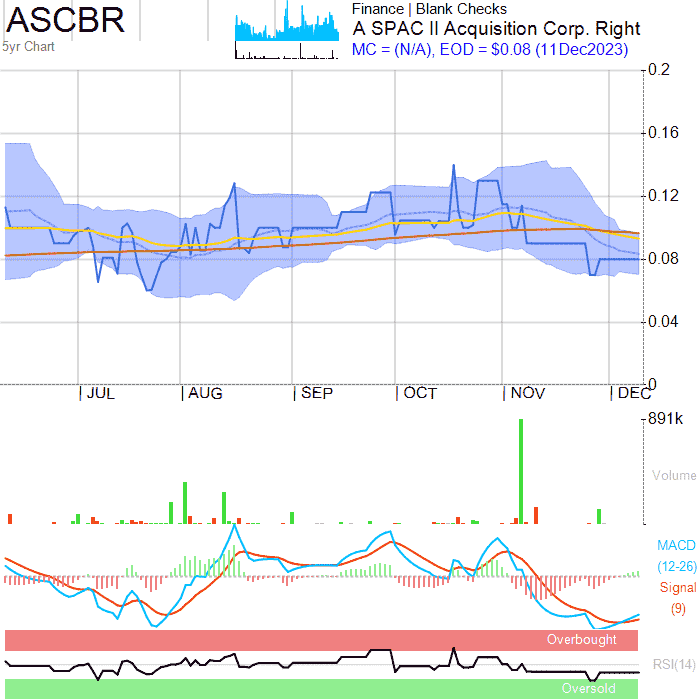 ASCBR
5yr Chart
Finance | Blank Checks
A SPAC II Acquisition Corp. Right
MC = (N/A), EOD = $0.08 (11Dec2023)
0.2
0.16
0.12
0.08
0.04
0
JUL AUG SEP OCT NOV DEC
891k
Volume
MACD
(12-26)
Signal
(9)
Overbought
RSI(14)
Oversold